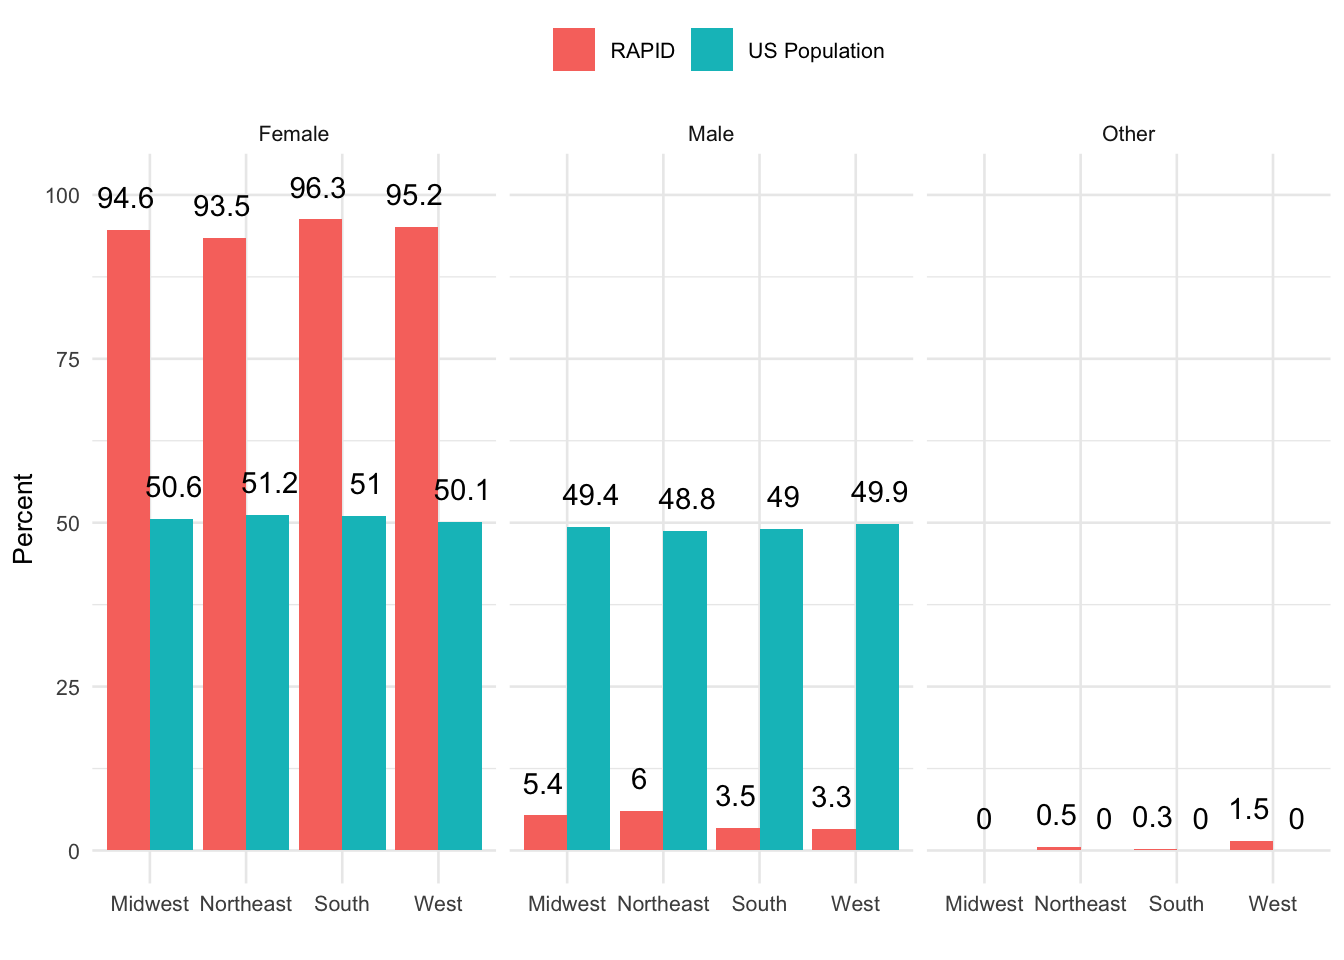 RAPID US Population
Female Male Other
Percent
100
75
50
25
0
94.6 93.5 96.3 95.2
50.6 51.2 51 50.1
49.4 48.8 49 49.9
5.4 6 3.5 3.3
0 0.5 0 0.3 0 1.5 0
Midwest Northeast South West Midwest Northeast South West Midwest Northeast South West